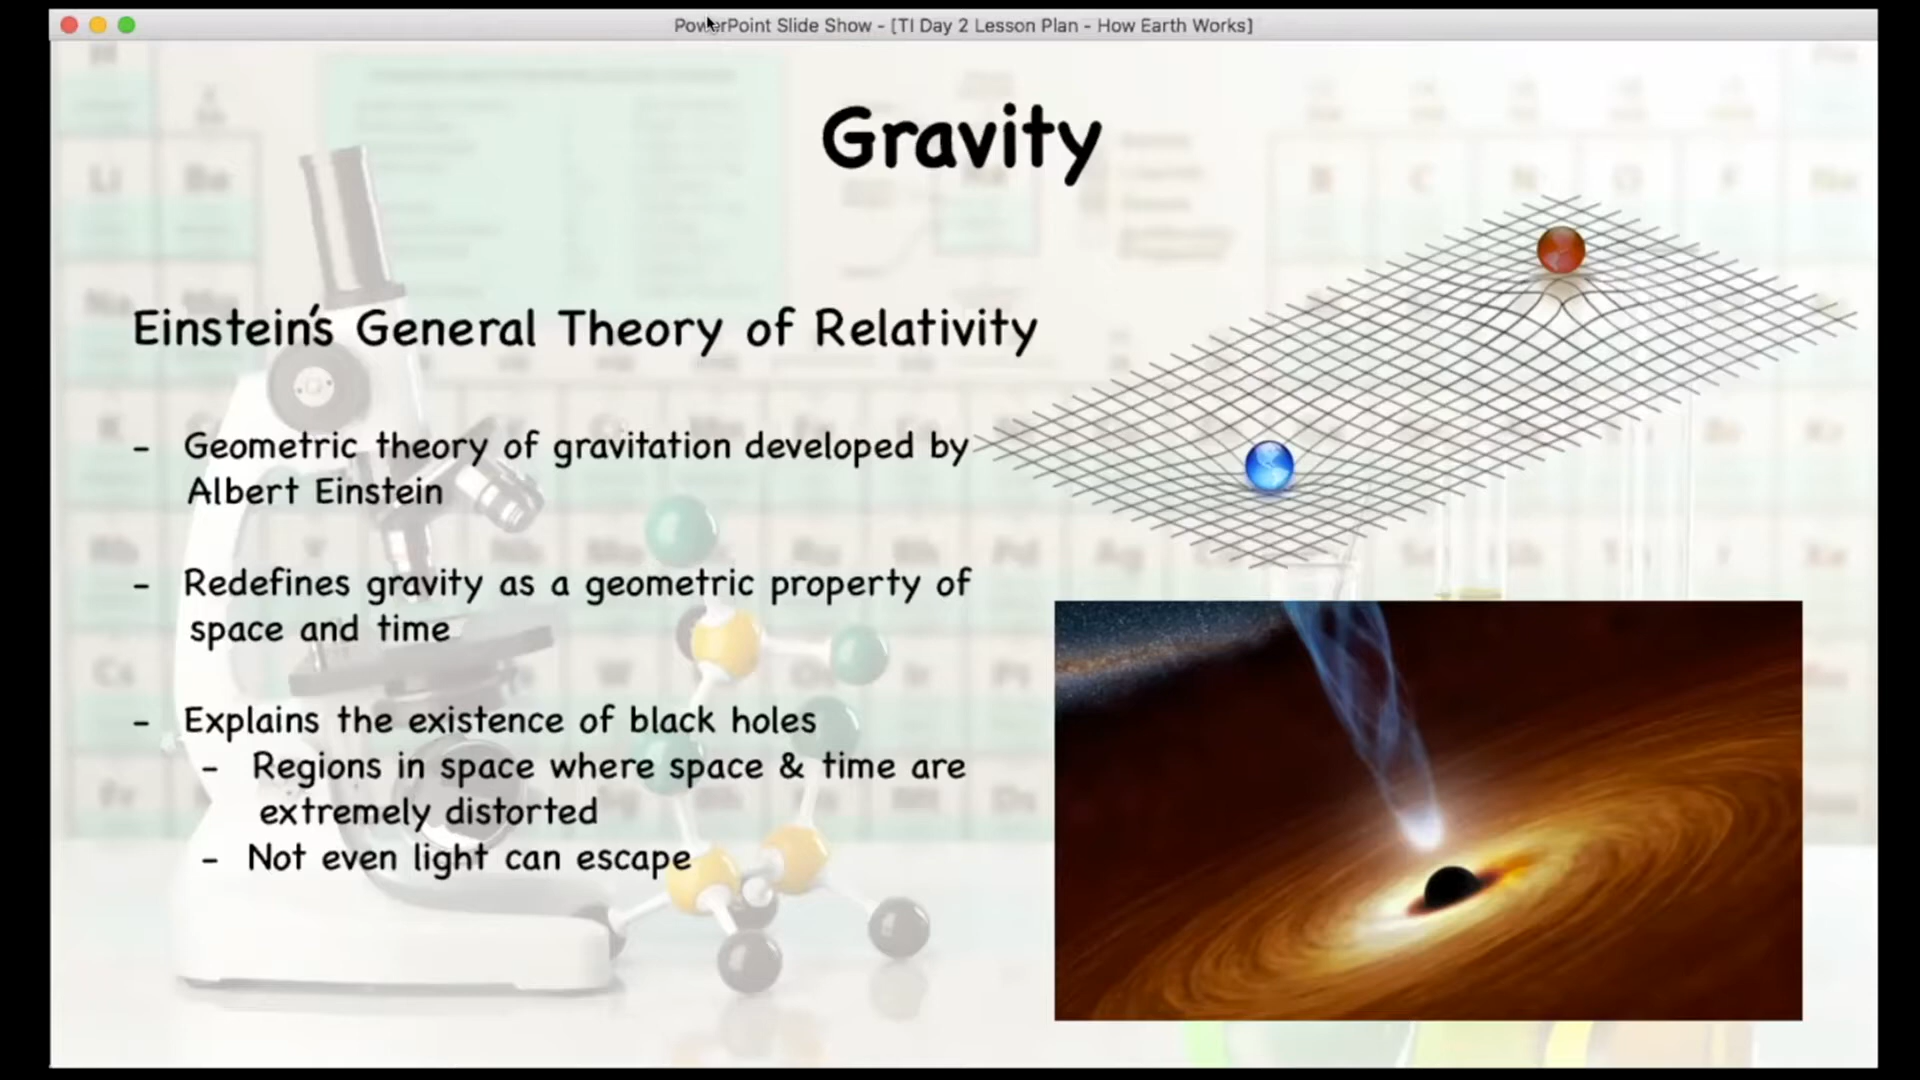 PowerPoint Slide Show - [TI Day 2 Lesson Plan - How Earth Works]
Gravity
Einstein's General Theory of Relativity
- Geometric theory of gravitation developed by
Albert Einstein
- Redefines gravity as a geometric property of
space and time
- Explains the existence of black holes
- Regions in space where space & time are
extremely distorted
- Not even light can escape